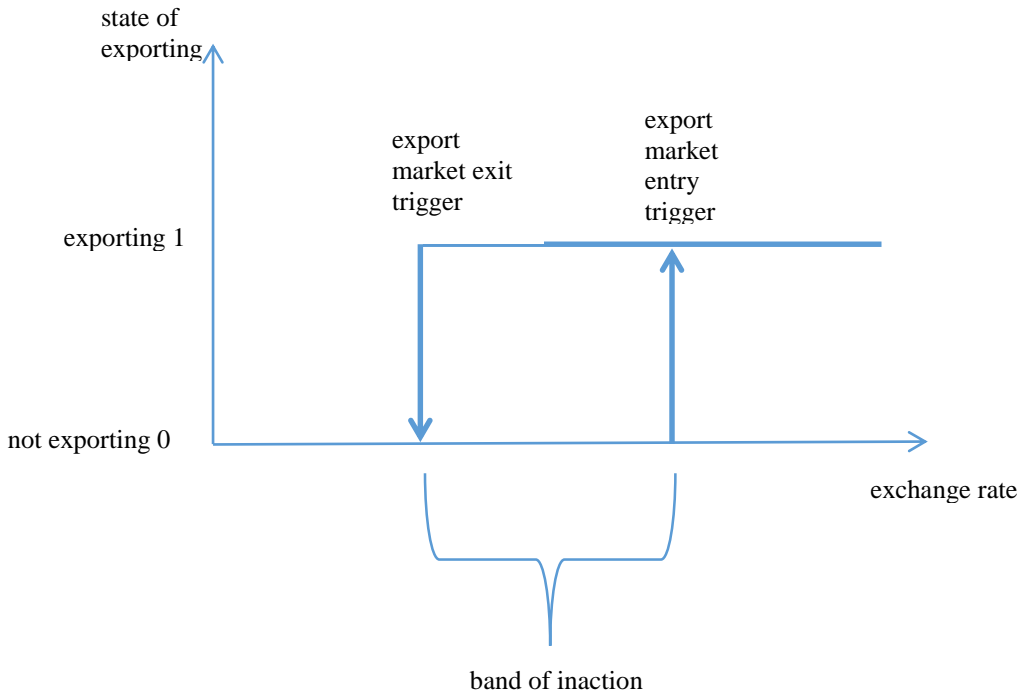 state of
exporting
export
market exit
trigger
export
market
entry
trigger
exporting 1
not exporting 0
exchange rate
band of inaction